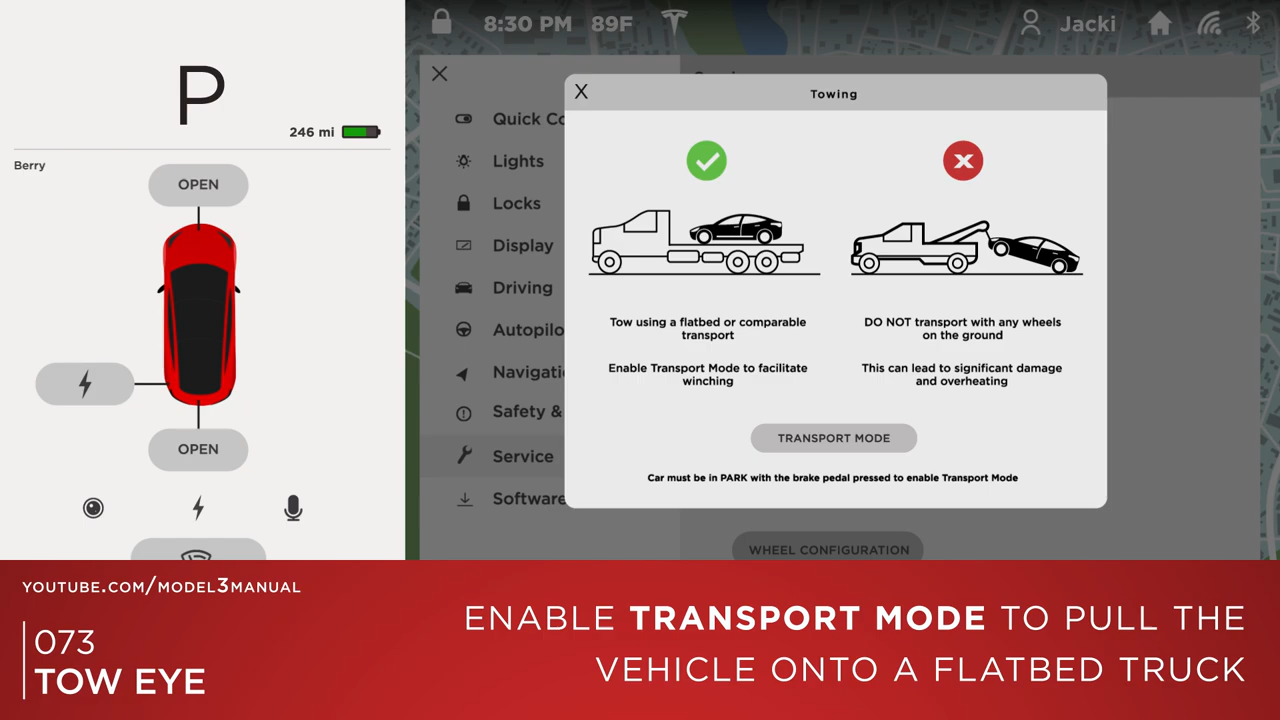 P
246 mi
Berry
OPEN
OPEN
8:30 PM 89F
Jacki
Quick Co
Lights
Locks
Display
Driving
Autopilo
Navigati
Safety &
Service
Software
X
Towing
Tow using a flatbed or comparable
transport
Enable Transport Mode to facilitate
winching
DO NOT transport with any wheels
on the ground
This can lead to significant damage
and overheating
TRANSPORT MODE
Car must be in PARK with the brake pedal pressed to enable Transport Mode
WHEEL CONFIGURATION
YOUTUBE.COM/MODEL3MANUAL
073
TOW EYE
ENABLE TRANSPORT MODE TO PULL THE
VEHICLE ONTO A FLATBED TRUCK